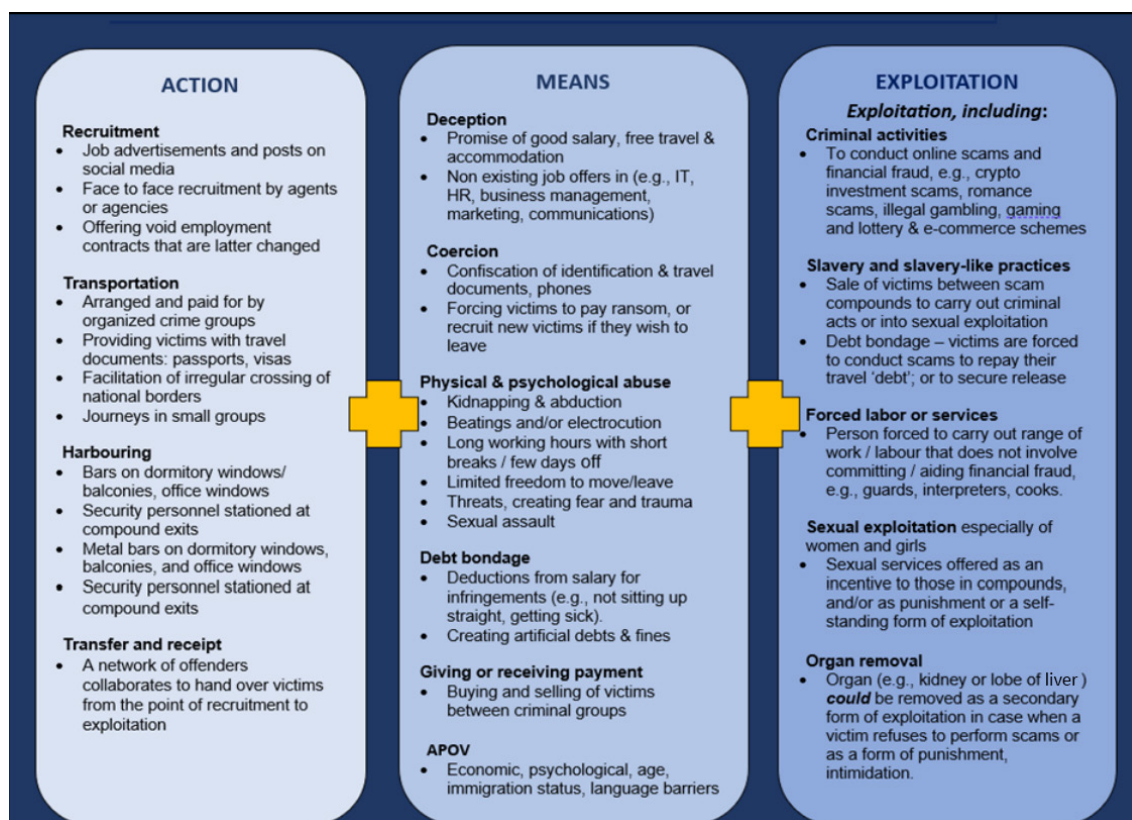 ACTION
Recruitment
• Job advertisements and posts on
social media
• Face to face recruitment by agents
or agencies
• Offering void employment
contracts that are latter changed
Transportation
• Arranged and paid for by
organized crime groups
• Providing victims with travel
documents: passports, visas
• Facilitation of irregular crossing of
national borders
• Journeys in small groups
Harbouring
• Bars on dormitory windows/
balconies, office windows
• Security personnel stationed at
compound exits
• Metal bars on dormitory windows,
balconies, and office windows
• Security personnel stationed at
compound exits
Transfer and receipt
• A network of offenders
collaborates to hand over victims
from the point of recruitment to
exploitation
MEANS
Deception
• Promise of good salary, free travel &
accommodation
• Non existing job offers in (e.g., IT,
HR, business management,
marketing, communications)
Coercion
• Confiscation of identification & travel
documents, phones
• Forcing victims to pay ransom, or
recruit new victims if they wish to
leave
Physical & psychological abuse
• Kidnapping & abduction
• Beatings and/or electrocution
• Long working hours with short
breaks / few days off
• Limited freedom to move/leave
• Threats, creating fear and trauma
• Sexual assault
Debt bondage
• Deductions from salary for
infringements (e.g., not sitting up
straight, getting sick).
• Creating artificial debts & fines
Giving or receiving payment
• Buying and selling of victims
between criminal groups
APOV
• Economic, psychological, age,
immigration status, language barriers
EXPLOITATION
Exploitation, including:
Criminal activities
• To conduct online scams and
financial fraud, e.g., crypto
investment scams, romance
scams, illegal gambling, gaming
and lottery & e-commerce schemes
Slavery and slavery-like practices
• Sale of victims between scam
compounds to carry out criminal
acts or into sexual exploitation
• Debt bondage – victims are forced
to conduct scams to repay their
travel ‘debt’; or to secure release
Forced labor or services
• Person forced to carry out range of
work / labour that does not involve
committing / aiding financial fraud,
e.g., guards, interpreters, cooks.
Sexual exploitation especially of
women and girls
• Sexual services offered as an
incentive to those in compounds,
and/or as punishment or a self-
standing form of exploitation
Organ removal
• Organ (e.g., kidney or lobe of liver )
could be removed as a secondary
form of exploitation in case when a
victim refuses to perform scams or
as a form of punishment,
intimidation.